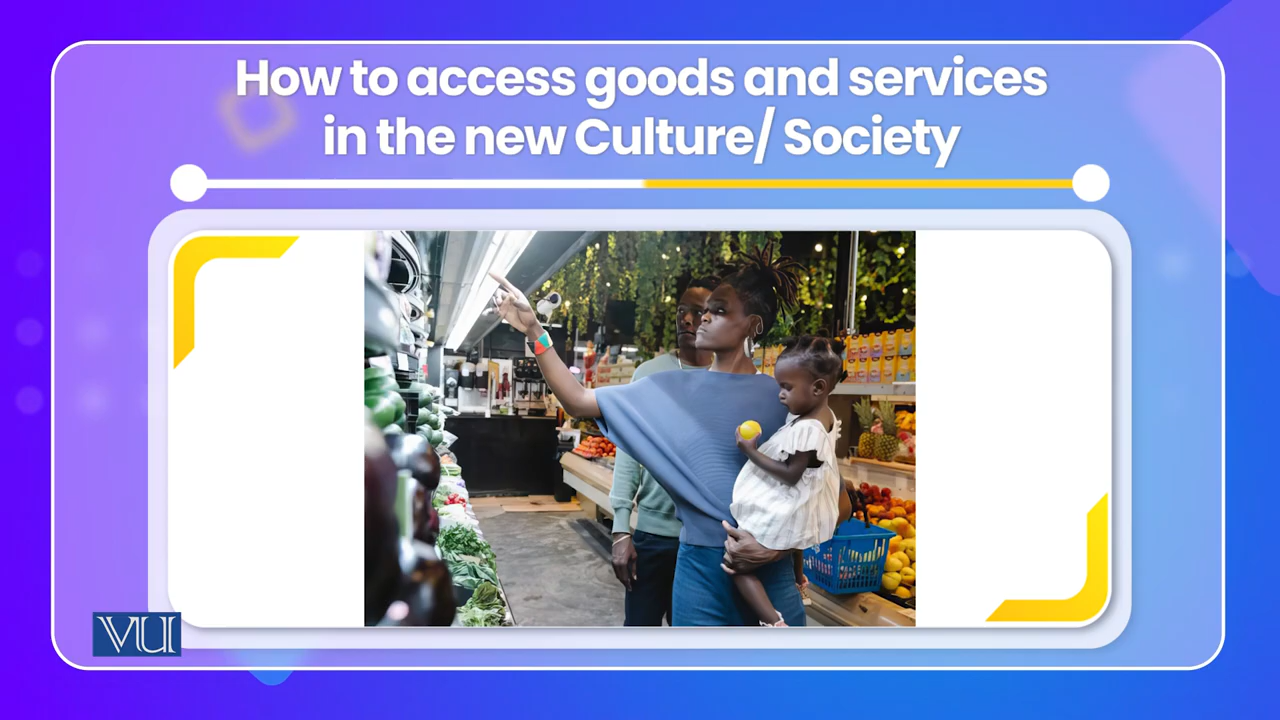 How to access goods and services
in the new Culture/ Society
VU